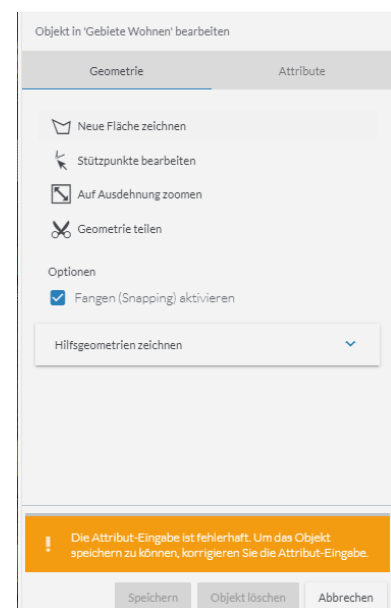 Objekt in 'Gebiete Wohnen' bearbeiten
Geometrie Attribute
Neue Fläche zeichnen
Stützpunkte bearbeiten
Auf Ausdehnung zoomen
Geometrie teilen
Optionen
Fangen (Snapping) aktivieren
Hilfsgeometrien zeichnen
! Die Attribut-Eingabe ist fehlerhaft. Um das Objekt
speichern zu können, korrigieren Sie die Attribut-Eingabe.
Speichern Objekt löschen Abbrechen